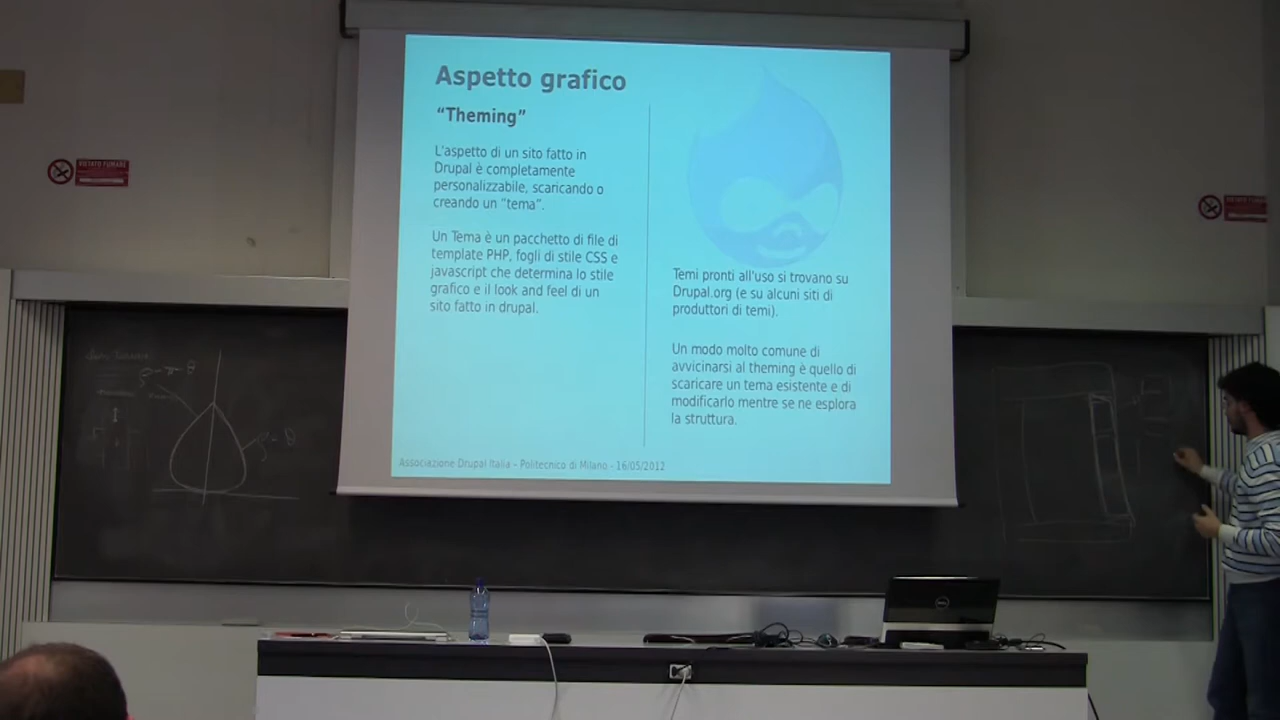 Aspetto grafico
“Theming”
L'aspetto di un sito fatto in
Drupal è completamente
personalizzabile, scaricando o
creando un "tema".
Un Tema è un pacchetto di file di
template PHP, fogli di stile CSS e
javascript che determina lo stile
grafico e il look and feel di un
sito fatto in drupal.
Temi pronti all'uso si trovano su
Drupal.org (e su alcuni siti di
produttori di temi).
Un modo molto comune di
avvicinarsi al theming è quello di
scaricare un tema esistente e di
modificarlo mentre se ne esplora
la struttura.
Associazione Drupal Italia - Politecnico di Milano - 16/05/2012
VIETATO FUMARE